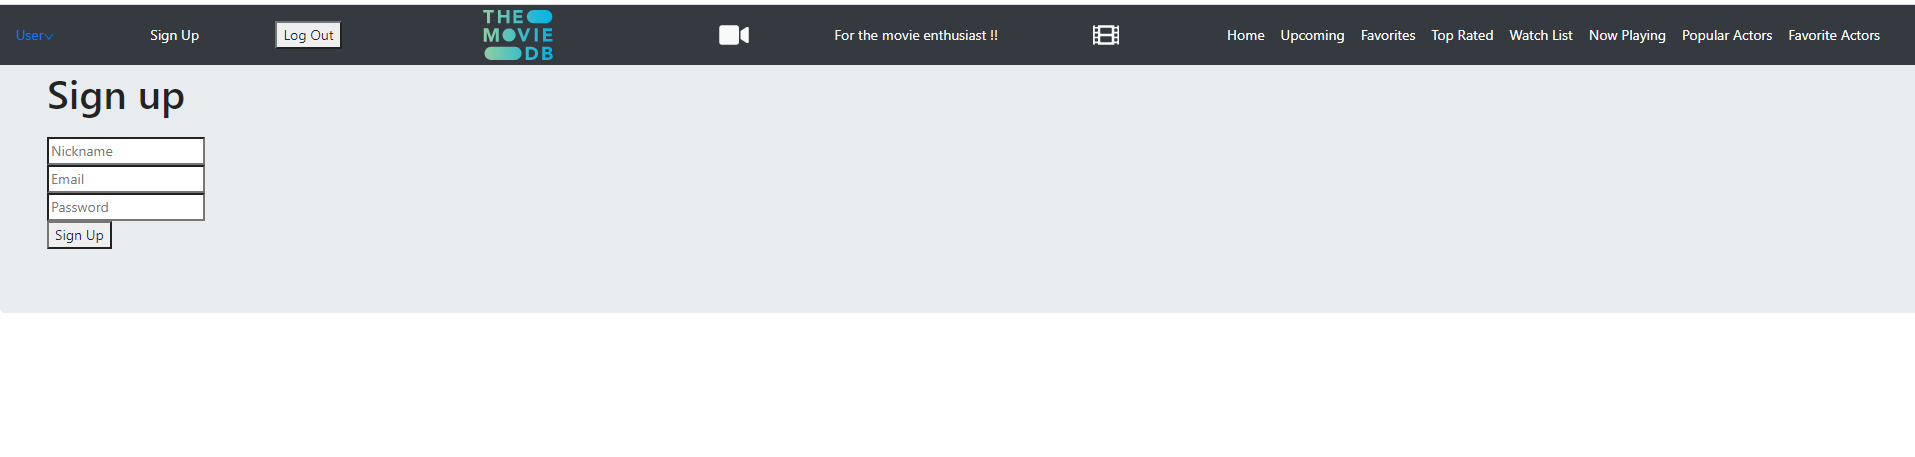 User
Sign Up
Log Out
THE
MOVIE
DB
For the movie enthusiast !!
Home Upcoming Favorites Top Rated Watch List Now Playing Popular Actors Favorite Actors
Sign up
Nickname
Email
Password
Sign Up